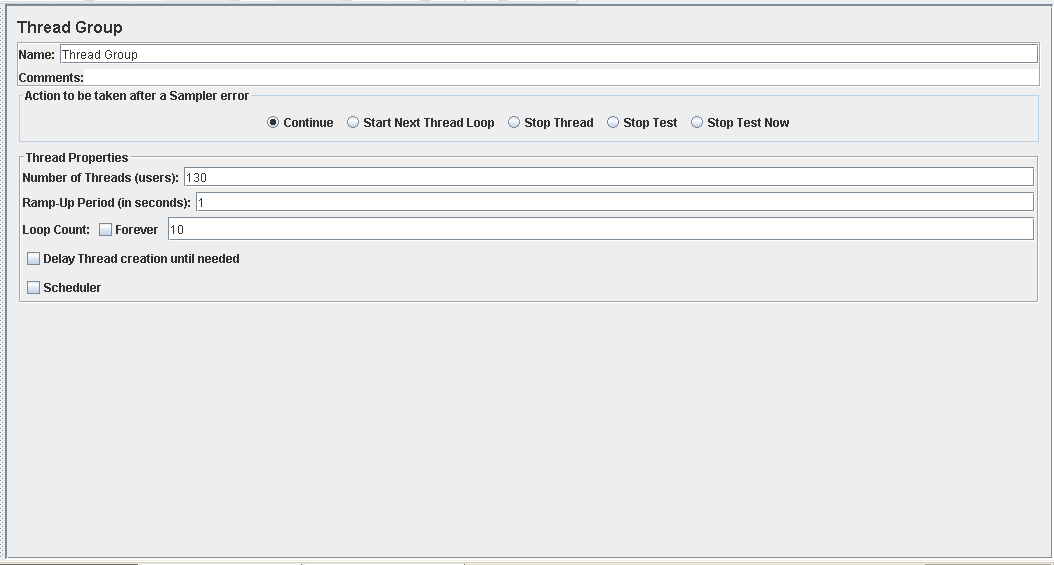 Thread Group
Name: Thread Group
Comments:
Action to be taken after a Sampler error
Continue Start Next Thread Loop Stop Thread Stop Test Stop Test Now
Thread Properties
Number of Threads (users): 130
Ramp-Up Period (in seconds): 1
Loop Count: Forever 10
Delay Thread creation until needed
Scheduler